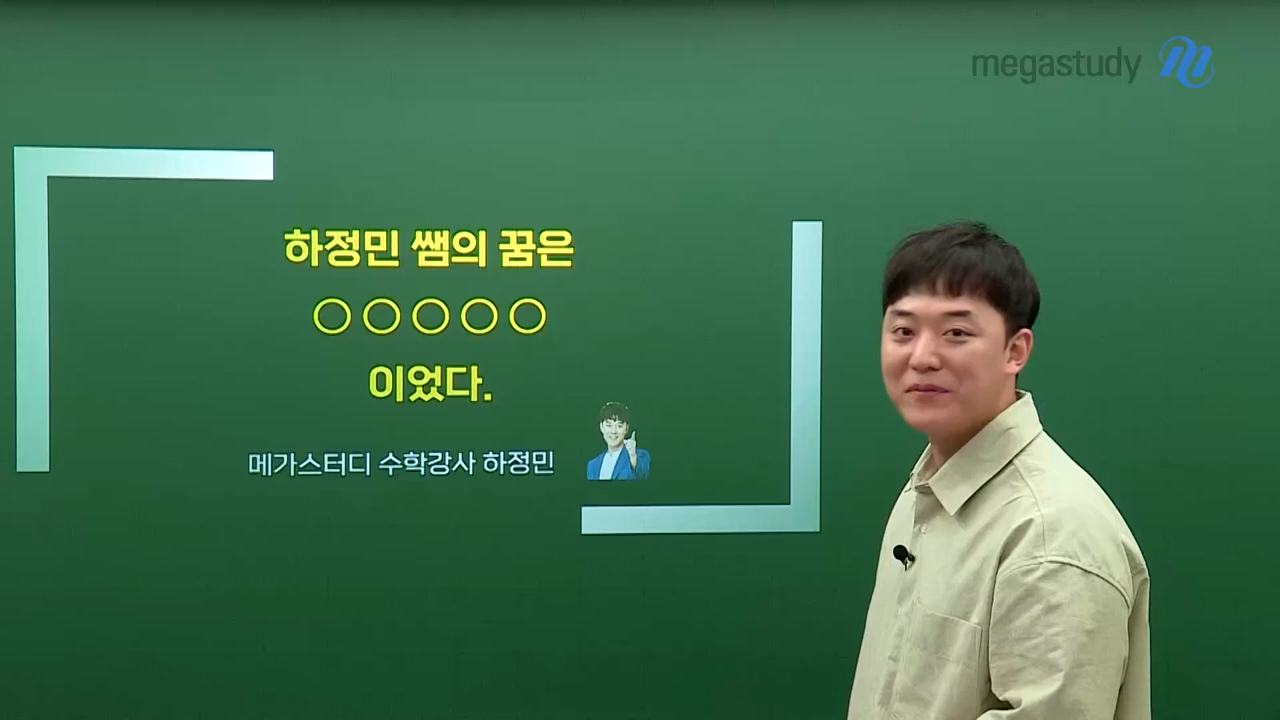 megastudy
하정민 쌤의 꿈은
○○○○○
이었다.
메가스터디 수학강사 하정민